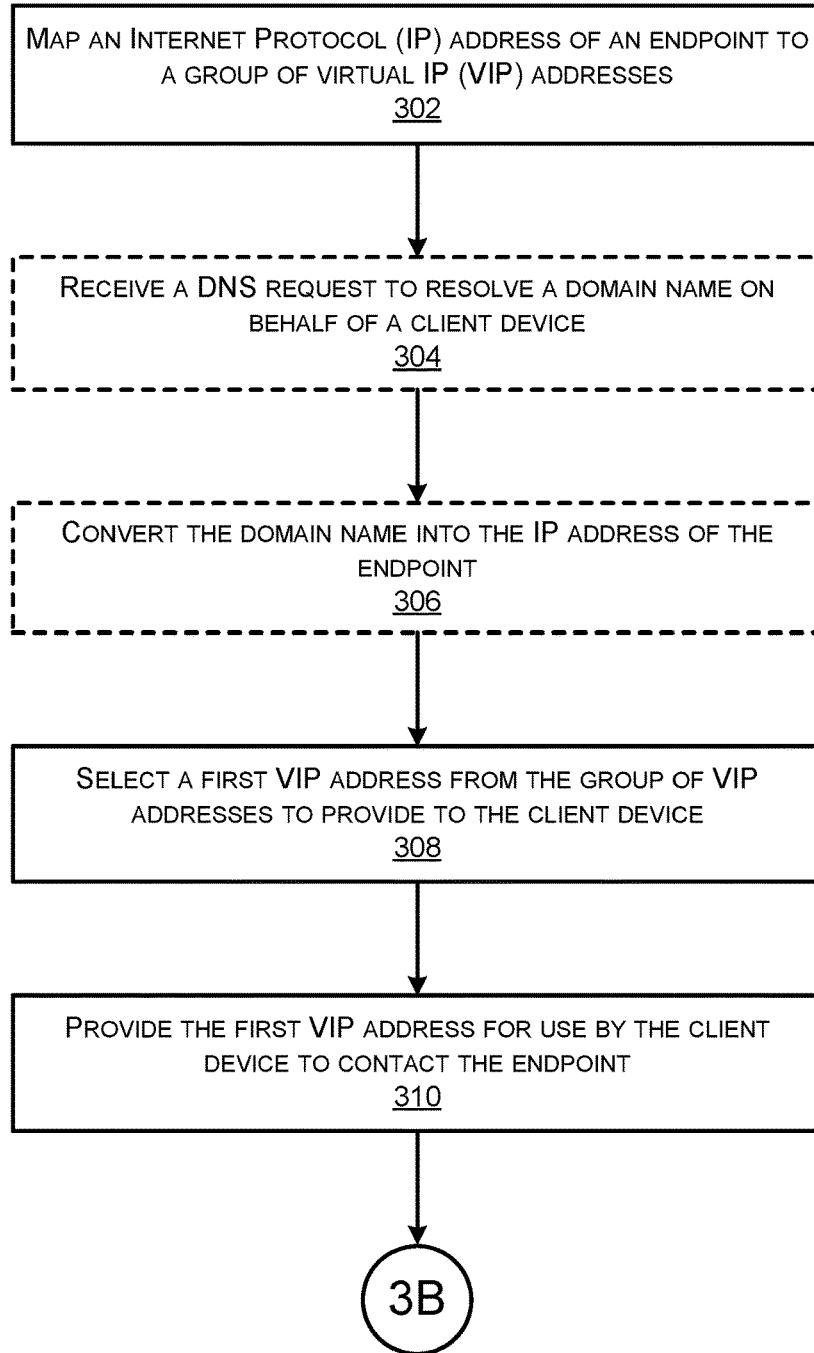 MAP AN INTERNET PROTOCOL (IP) ADDRESS OF AN ENDPOINT TO
A GROUP OF VIRTUAL IP (VIP) ADDRESSES
302
RECEIVE A DNS REQUEST TO RESOLVE A DOMAIN NAME ON
BEHALF OF A CLIENT DEVICE
304
CONVERT THE DOMAIN NAME INTO THE IP ADDRESS OF THE
ENDPOINT
306
SELECT A FIRST VIP ADDRESS FROM THE GROUP OF VIP
ADDRESSES TO PROVIDE TO THE CLIENT DEVICE
308
PROVIDE THE FIRST VIP ADDRESS FOR USE BY THE CLIENT
DEVICE TO CONTACT THE ENDPOINT
310
3B